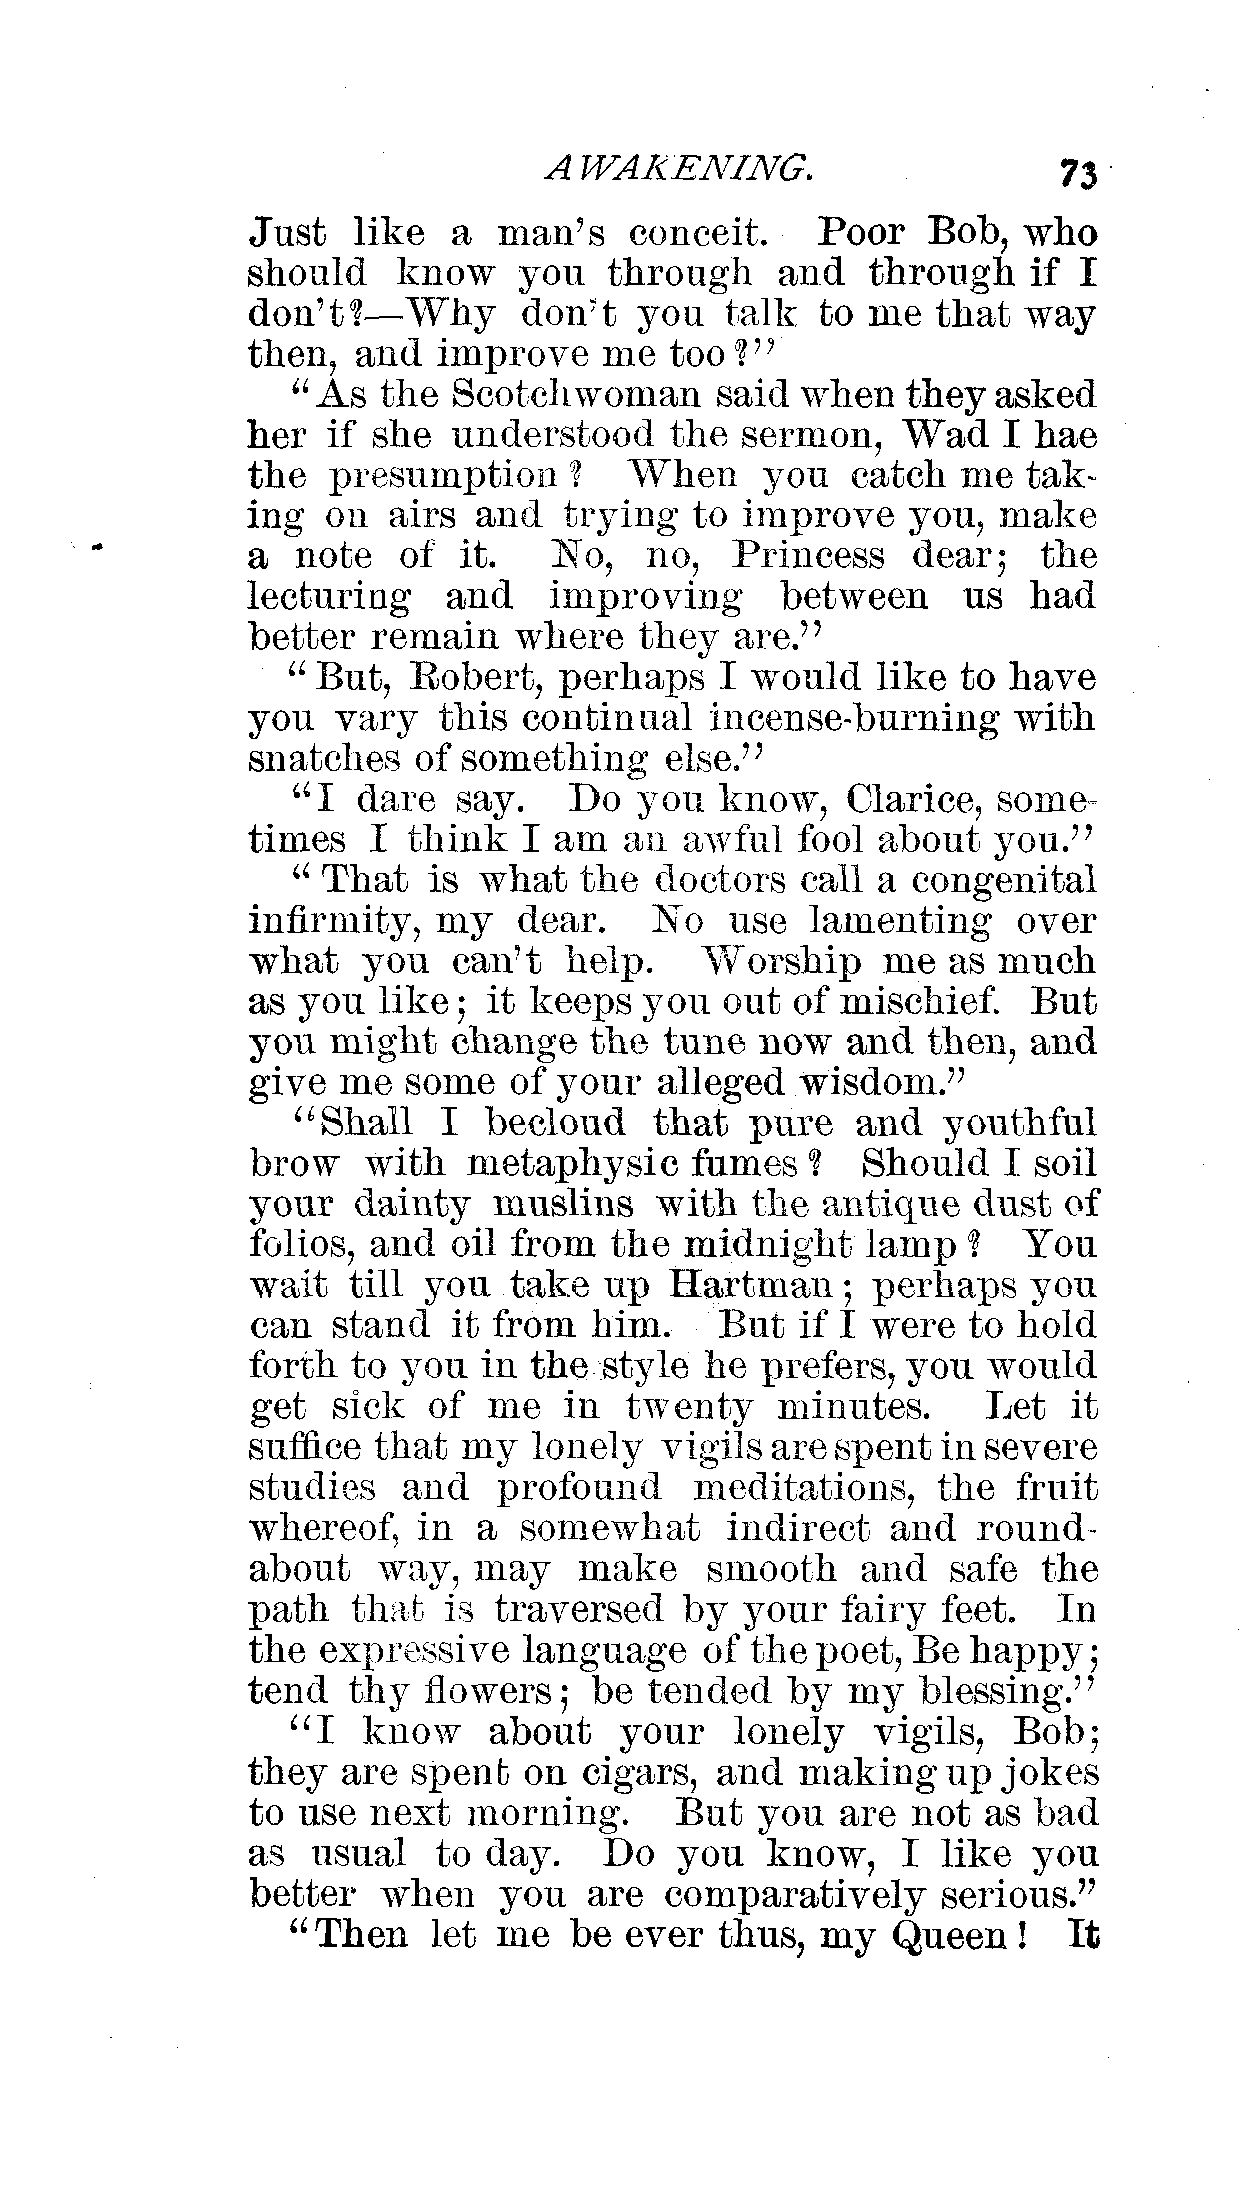 AWAKENING. 73
Just like a man's conceit. Poor Bob, who
should know you through and through if I
don't?—Why don't you talk to me that way
then, and improve me too?"
"As the Scotchwoman said when they asked
her if she understood the sermon, Wad I hae
the presumption? When you catch me tak-
ing on airs and trying to improve you, make
a note of it. No, no, Princess dear; the
lecturing and improving between us had
better remain where they are."
"But, Robert, perhaps I would like to have
you vary this continual incense-burning with
snatches of something else."
"I dare say. Do you know, Clarice, some-
times I think I am an awful fool about you."
"That is what the doctors call a congenital
infirmity, my dear. No use lamenting over
what you can't help. Worship me as much
as you like; it keeps you out of mischief. But
you might change the tune now and then, and
give me some of your alleged wisdom."
"Shall I becloud that pure and youthful
brow with metaphysic fumes? Should I soil
your dainty muslins with the antique dust of
folios, and oil from the midnight lamp? You
wait till you take up Hartman; perhaps you
can stand it from him. But if I were to hold
forth to you in the style he prefers, you would
get sick of me in twenty minutes. Let it
suffice that my lonely vigils are spent in severe
studies and profound meditations, the fruit
whereof, in a somewhat indirect and round-
about way, may make smooth and safe the
path that is traversed by your fairy feet. In
the expressive language of the poet, Be happy;
tend thy flowers; be tended by my blessing."
"I know about your lonely vigils, Bob;
they are spent on cigars, and making up jokes
to use next morning. But you are not as bad
as usual to day. Do you know, I like you
better when you are comparatively serious."
"Then let me be ever thus, my Queen! It